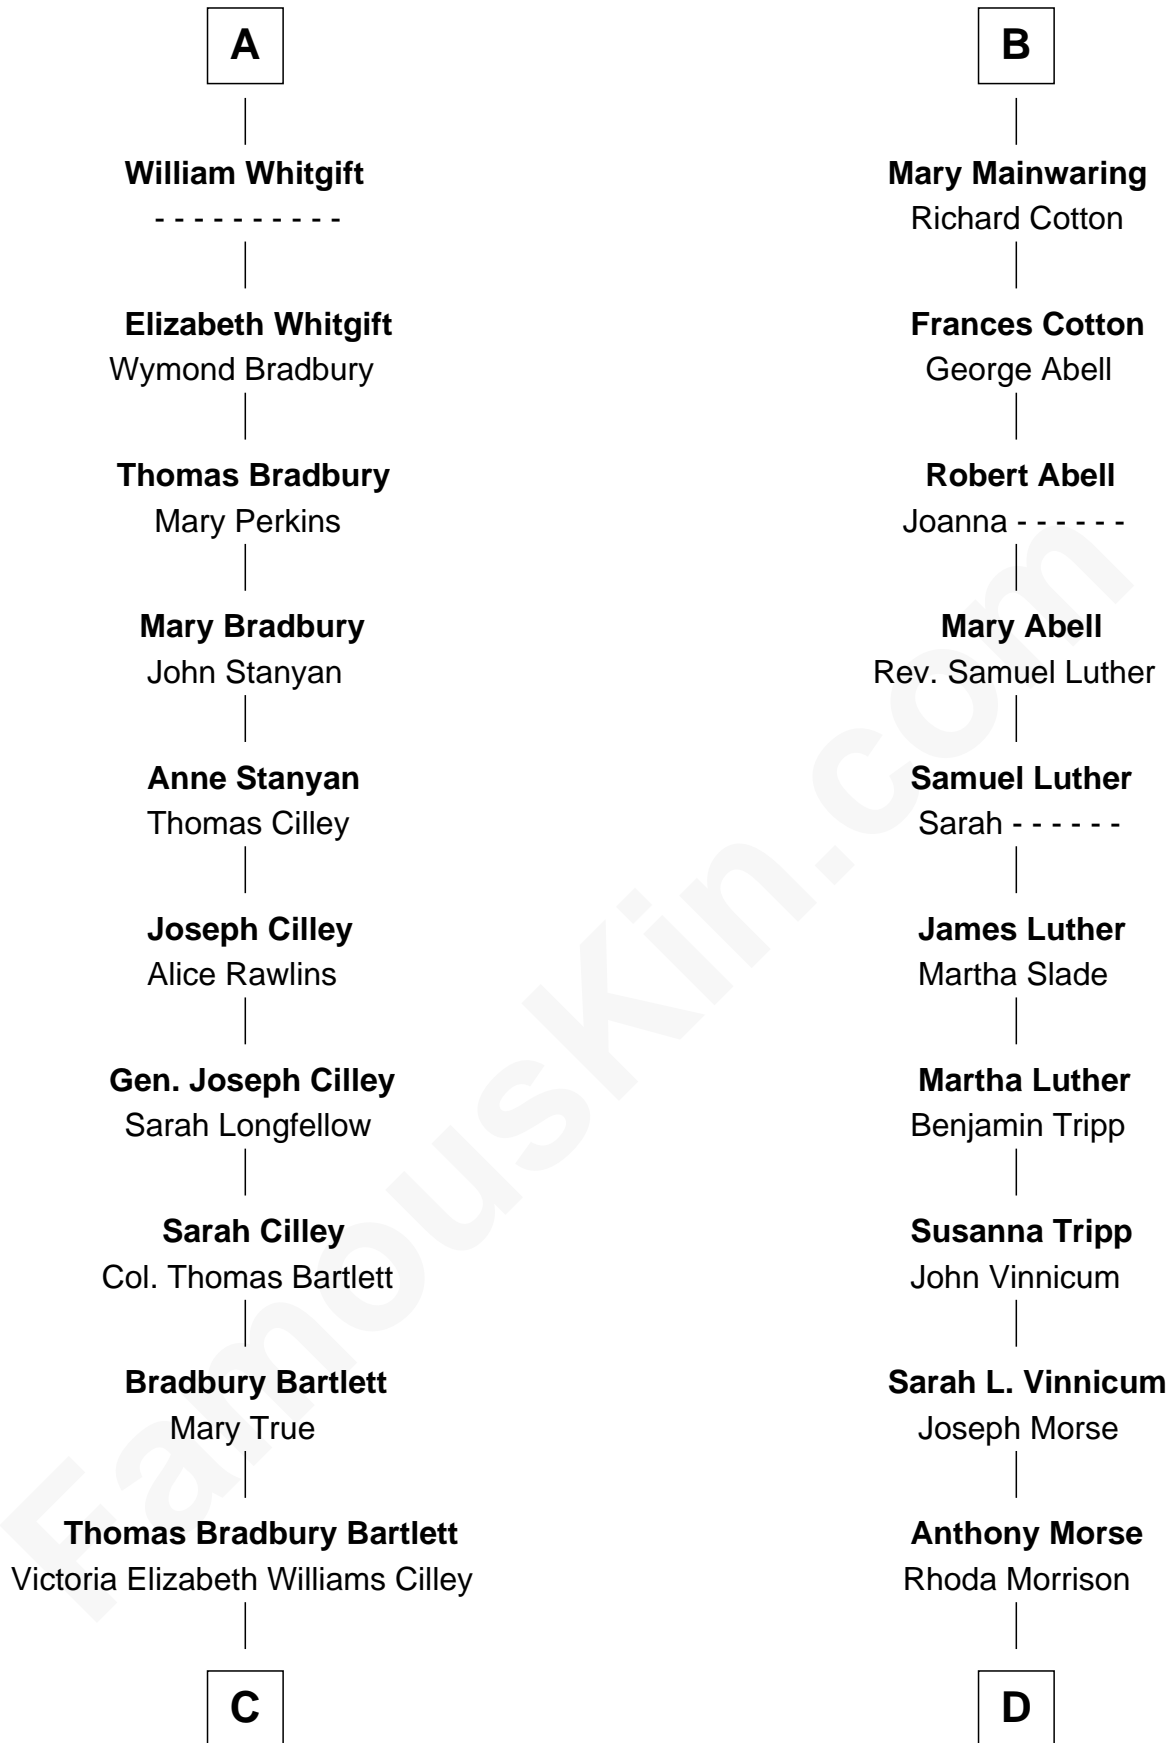 A
William Whitgift
- - - - - - - - - -
Elizabeth Whitgift
Wymond Bradbury
Thomas Bradbury
Mary Perkins
Mary Bradbury
John Stanyan
Anne Stanyan
Thomas Cilley
Joseph Cilley
Alice Rawlins
Gen. Joseph Cilley
Sarah Longfellow
Sarah Cilley
Col. Thomas Bartlett
Bradbury Bartlett
Mary True
Thomas Bradbury Bartlett
Victoria Elizabeth Williams Cilley
C
B
Mary Mainwaring
Richard Cotton
Frances Cotton
George Abell
Robert Abell
Joanna - - - - - -
Mary Abell
Rev. Samuel Luther
Samuel Luther
Sarah - - - - - -
James Luther
Martha Slade
Martha Luther
Benjamin Tripp
Susanna Tripp
John Vinnicum
Sarah L. Vinnicum
Joseph Morse
Anthony Morse
Rhoda Morrison
D
FamousKin.com